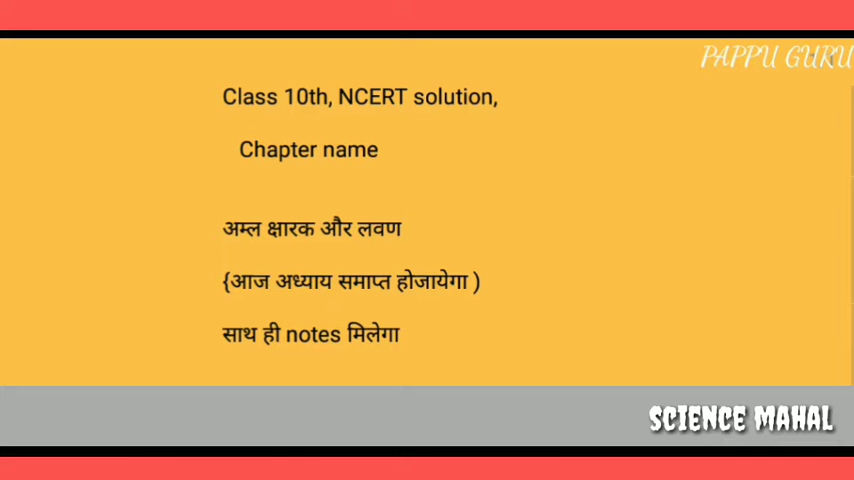 PAPPU GURU
Class 10th, NCERT solution,
Chapter name
अम्ल क्षारक और लवण
{आज अध्याय समाप्त होजायेगा )
साथ ही notes मिलेगा
SCIENCE MAHAL